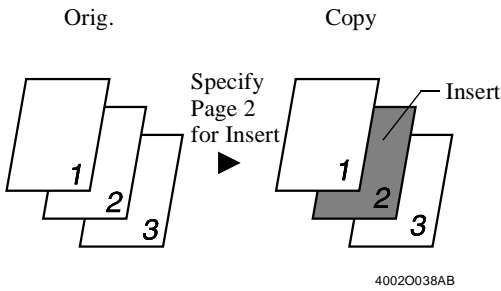 Orig.
Copy
Specify
Page 2
for Insert
Insert
1
2
3
1
2
3
4002O038AB